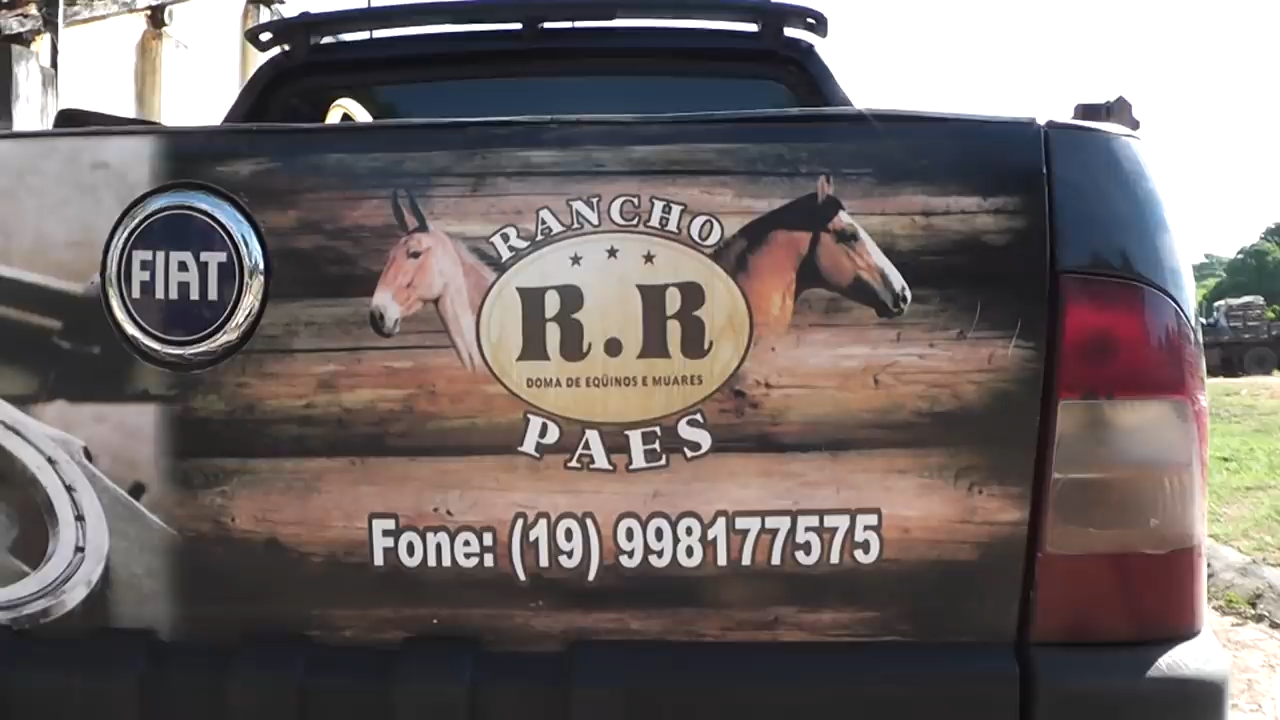 FIAT
RANCHO
R.R
DOMA DE EQÜINOS E MUARES
PAES
Fone: (19) 998177575